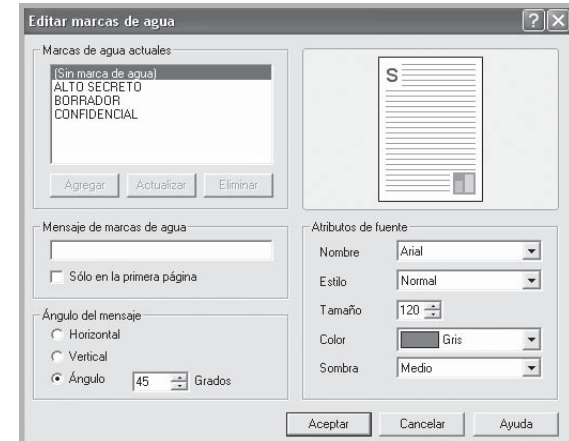 Editar marcas de agua
Marcas de agua actuales
(Sin marca de agua)
ALTO SECRETO
BORRADOR
CONFIDENCIAL
Agregar Actualizar Eliminar
S
Mensaje de marcas de agua
Sólo en la primera página
Ángulo del mensaje
Horizontal
Vertical
Ángulo 45 Grados
Atributos de fuente
Nombre Arial
Estilo Normal
Tamaño 120
Color Gris
Sombra Medio
Aceptar Cancelar Ayuda